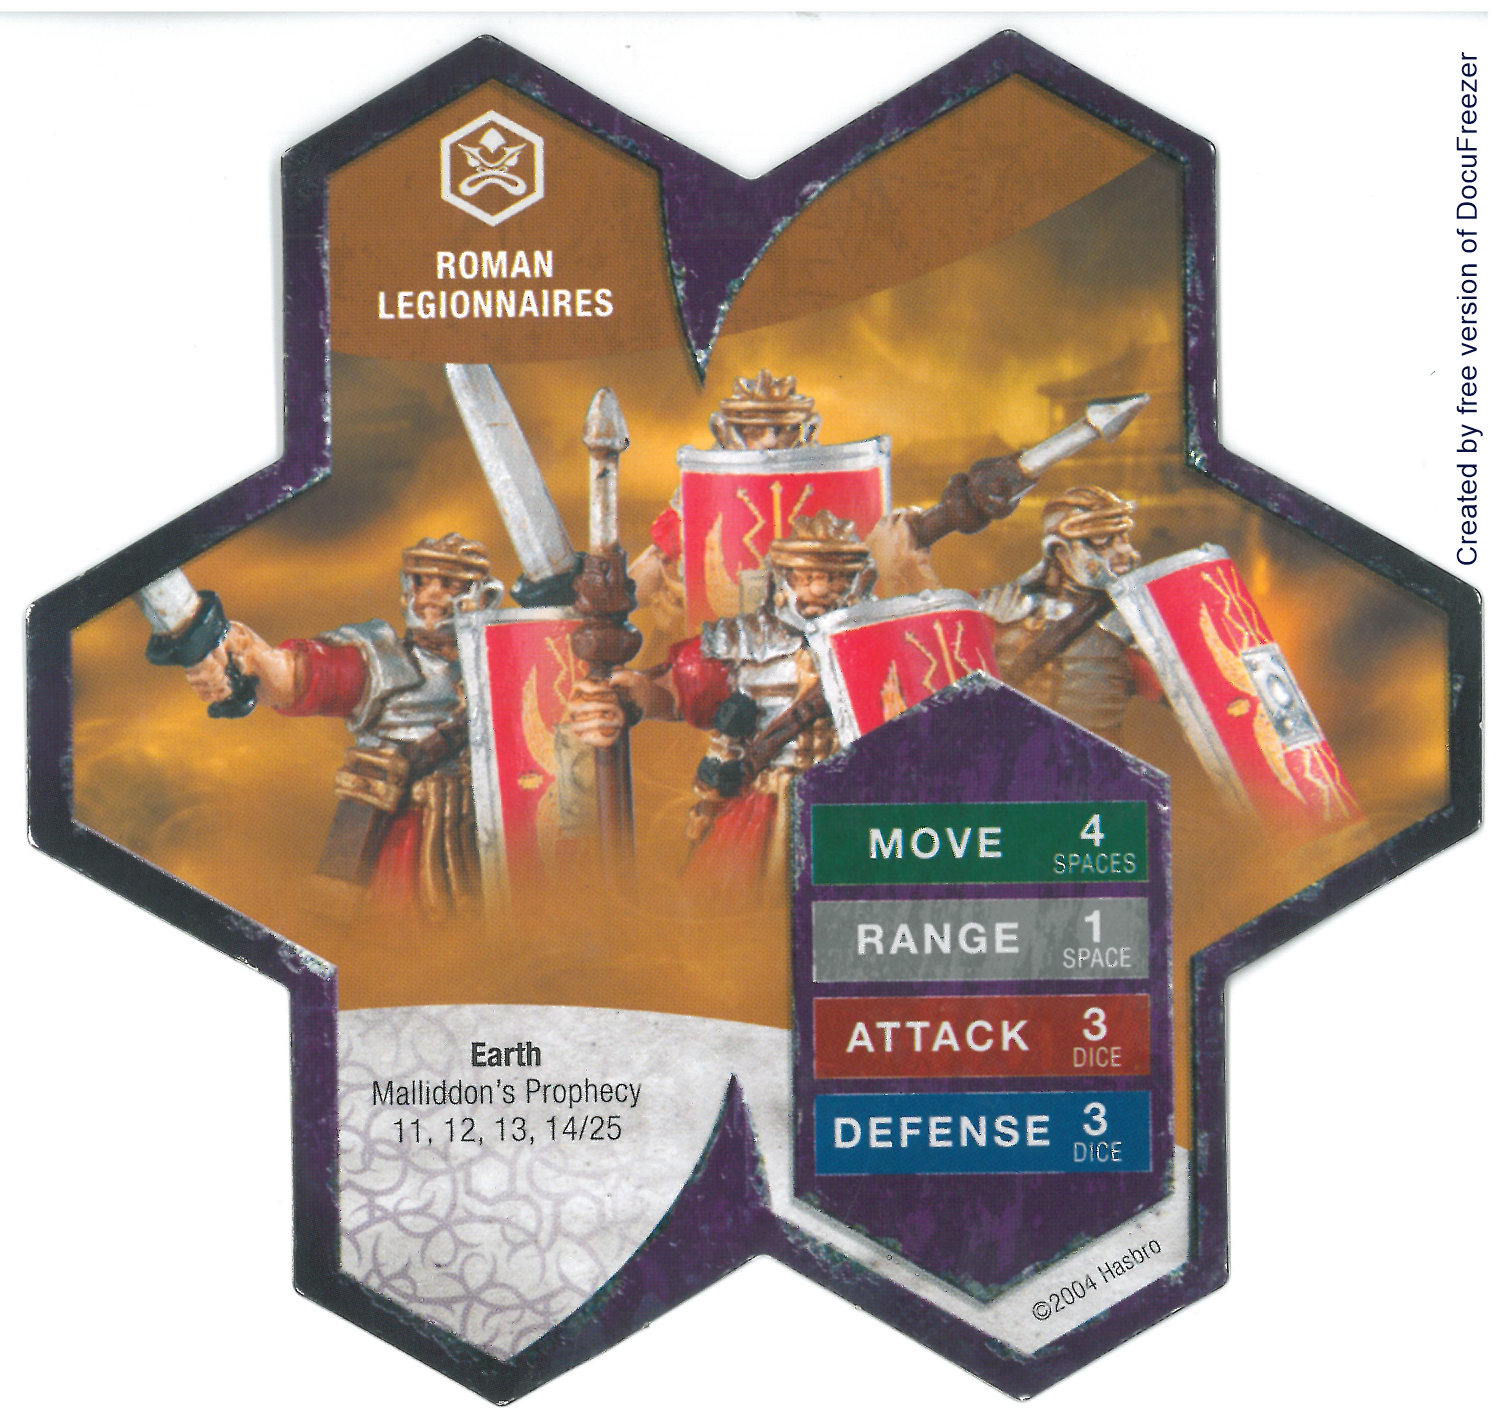 ROMAN
LEGIONNAIRES
MOVE 4
SPACES
RANGE 1
SPACE
ATTACK 3
DICE
DEFENSE 3
DICE
Earth
Malliddon's Prophecy
11, 12, 13, 14/25
©2004 Hasbro
Created by free version of DocuFreezer